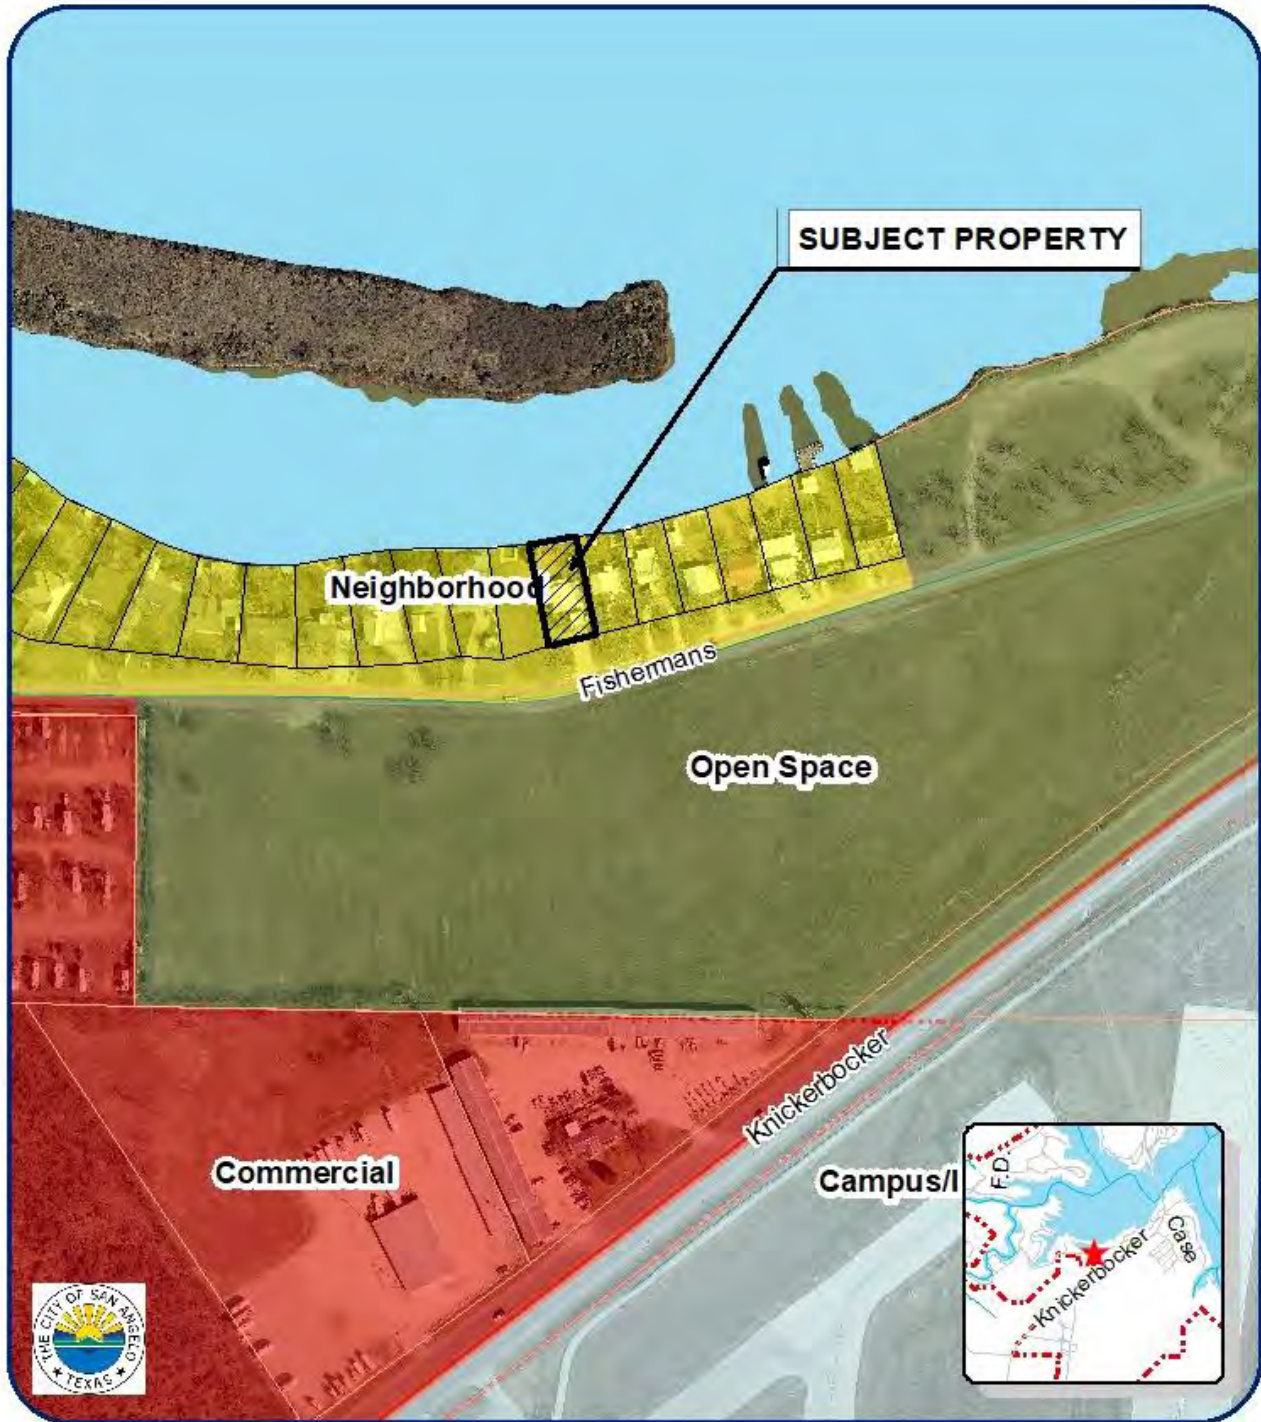 SUBJECT PROPERTY
Neighborhood
Fishermans
Open Space
Knickerbocker
Commercial
Campus/I
F.D.
Case
Knickerbocker
THE CITY OF SAN ANGELO
TEXAS